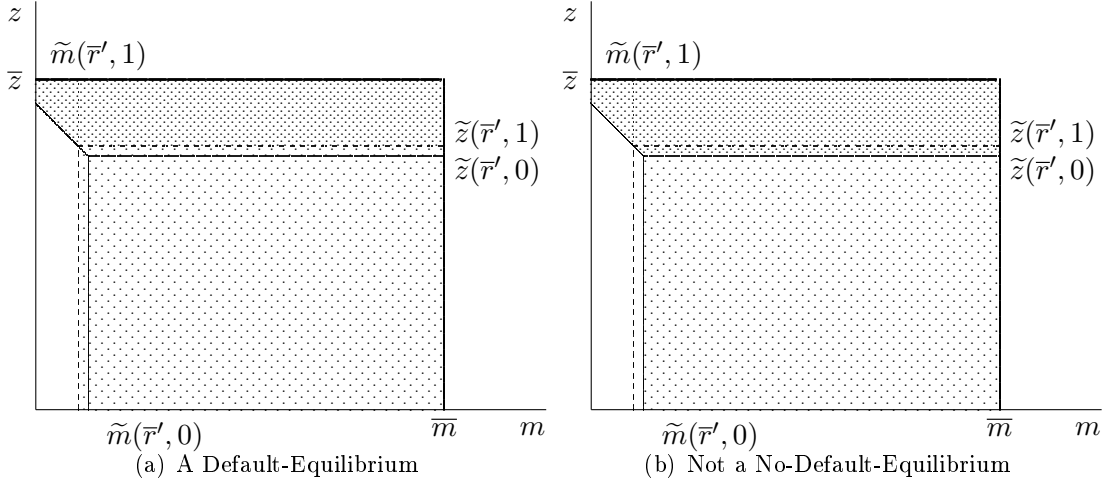 z
m̃(r̄′, 1)
z̄
z̃(r̄′, 1)
z̃(r̄′, 0)
m̃(r̄′, 0)
m̄
m
(a) A Default-Equilibrium
z
m̃(r̄′, 1)
z̄
z̃(r̄′, 1)
z̃(r̄′, 0)
m̃(r̄′, 0)
m̄
m
(b) Not a No-Default-Equilibrium